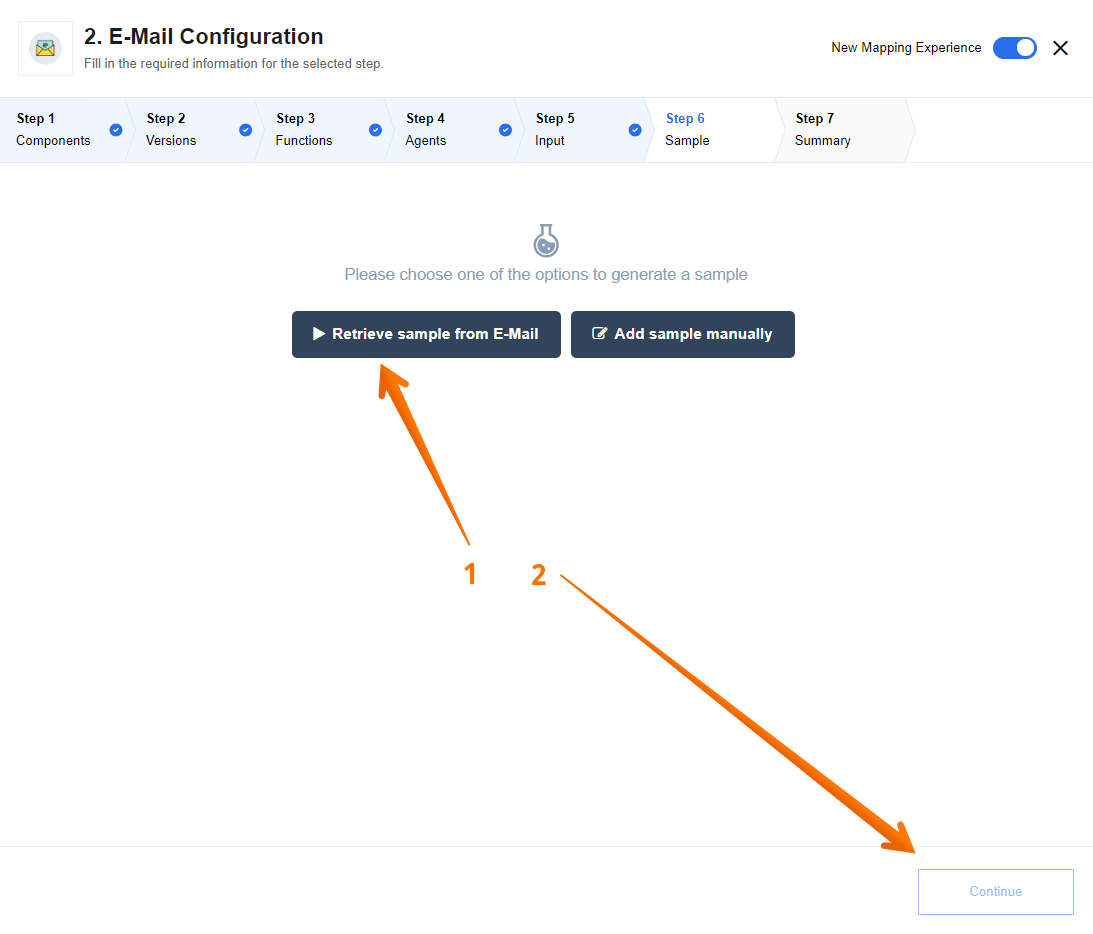 2. E-Mail Configuration
Fill in the required information for the selected step.
New Mapping Experience
Step 1
Components
Step 2
Versions
Step 3
Functions
Step 4
Agents
Step 5
Input
Step 6
Sample
Step 7
Summary
Please choose one of the options to generate a sample
Retrieve sample from E-Mail
Add sample manually
1
2
Continue